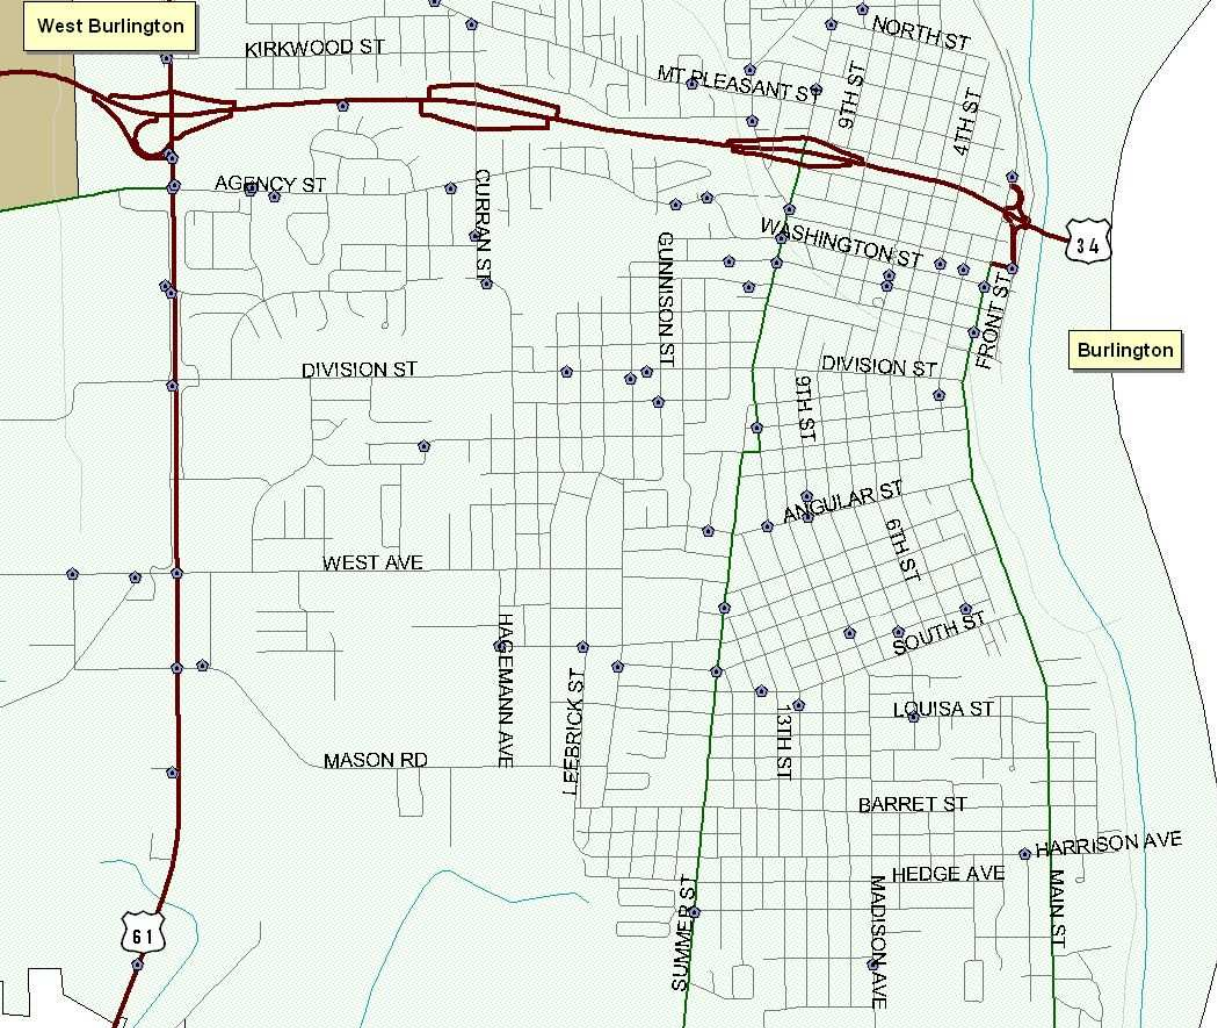 West Burlington
KIRKWOOD ST
NORTH ST
MT PLEASANT ST
9TH ST
4TH ST
AGENCY ST
CURRAN ST
WASHINGTON ST
GUNNISON ST
34
FRONT ST
Burlington
DIVISION ST
DIVISION ST
9TH ST
ANGULAR ST
6TH ST
WEST AVE
HAGEMANN AVE
SOUTH ST
LEEBRICK ST
LOUISA ST
13TH ST
MASON RD
BARRET ST
HARRISON AVE
HEDGE AVE
61
SUMMER ST
MADISON AVE
MAIN ST